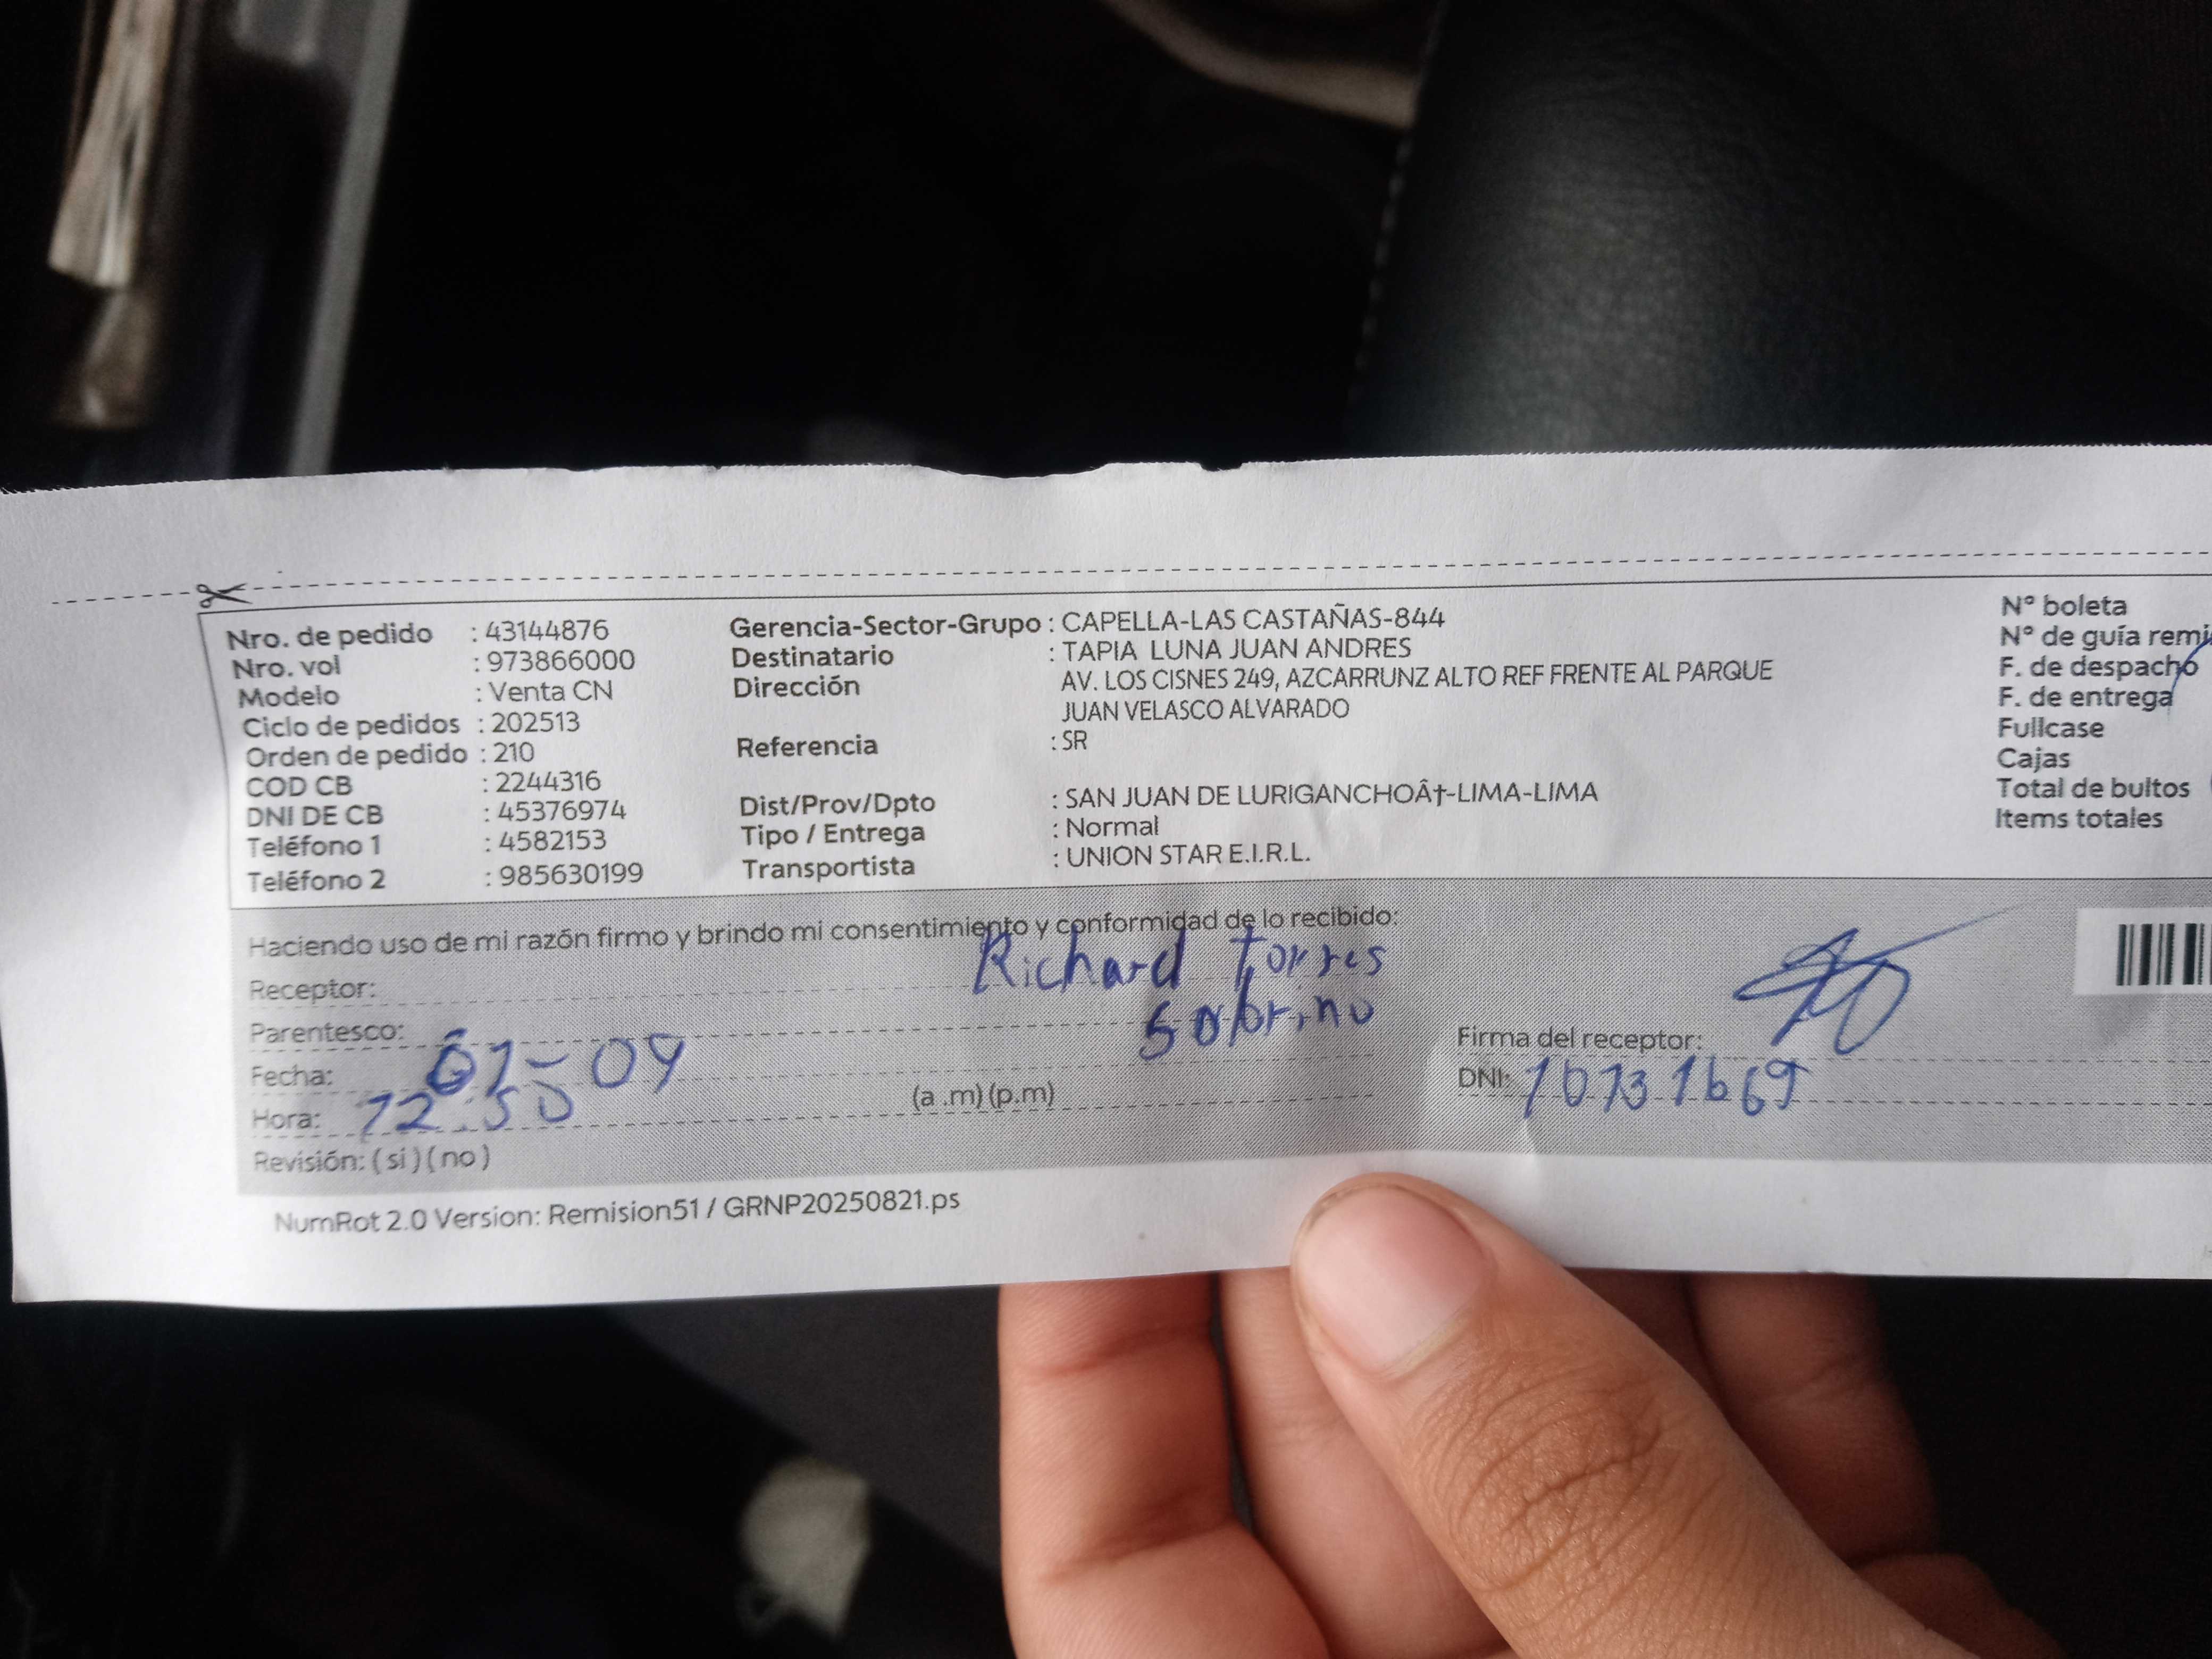 Nro. de pedido : 43144876
Nro. vol : 973866000
Modelo : Venta CN
Ciclo de pedidos : 202513
Orden de pedido : 210
COD CB : 2244316
DNI DE CB : 45376974
Teléfono 1 : 4582153
Teléfono 2 : 985630199
Gerencia-Sector-Grupo : CAPELLA-LAS CASTAÑAS-844
Destinatario : TAPIA LUNA JUAN ANDRES
Dirección AV. LOS CISNES 249, AZCARRUNZ ALTO REF FRENTE AL PARQUE
JUAN VELASCO ALVARADO
Referencia : SR
Dist/Prov/Dpto : SAN JUAN DE LURIGANCHOÂ†-LIMA-LIMA
Tipo / Entrega : Normal
Transportista : UNION STAR E.I.R.L.
N° boleta
N° de guía remi
F. de despacho
F. de entrega
Fullcase
Cajas
Total de bultos
Items totales
Haciendo uso de mi razón firmo y brindo mi consentimiento y conformidad de lo recibido:
Receptor: Richard Torres
Parentesco: Sobrino
Fecha: 01-09
Hora: 12:50 (a .m) (p.m)
Revisión: ( si ) ( no )
Firma del receptor:
DNI: 10731669
NumRot 2.0 Version: Remision51 / GRNP20250821.ps